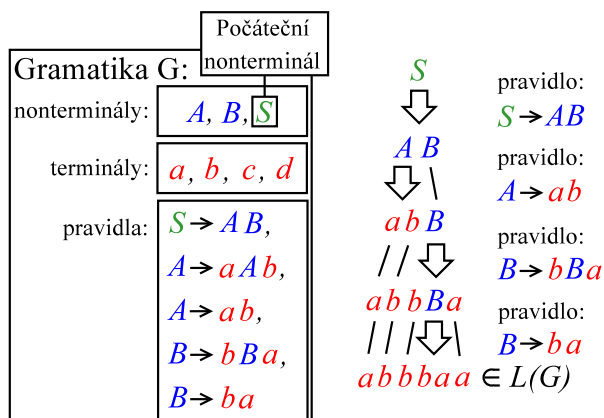 Počáteční
nonterminál
Gramatika G:
nonterminály:
A, B, S
terminály:
a, b, c, d
pravidla:
S→AB,
A→aAb,
A→ab,
B→bBa,
B→ba
S
pravidlo:
S→AB
AB
pravidlo:
A→ab
abB
pravidlo:
B→bBa
abbBa
pravidlo:
B→ba
abbbaa ∈ L(G)